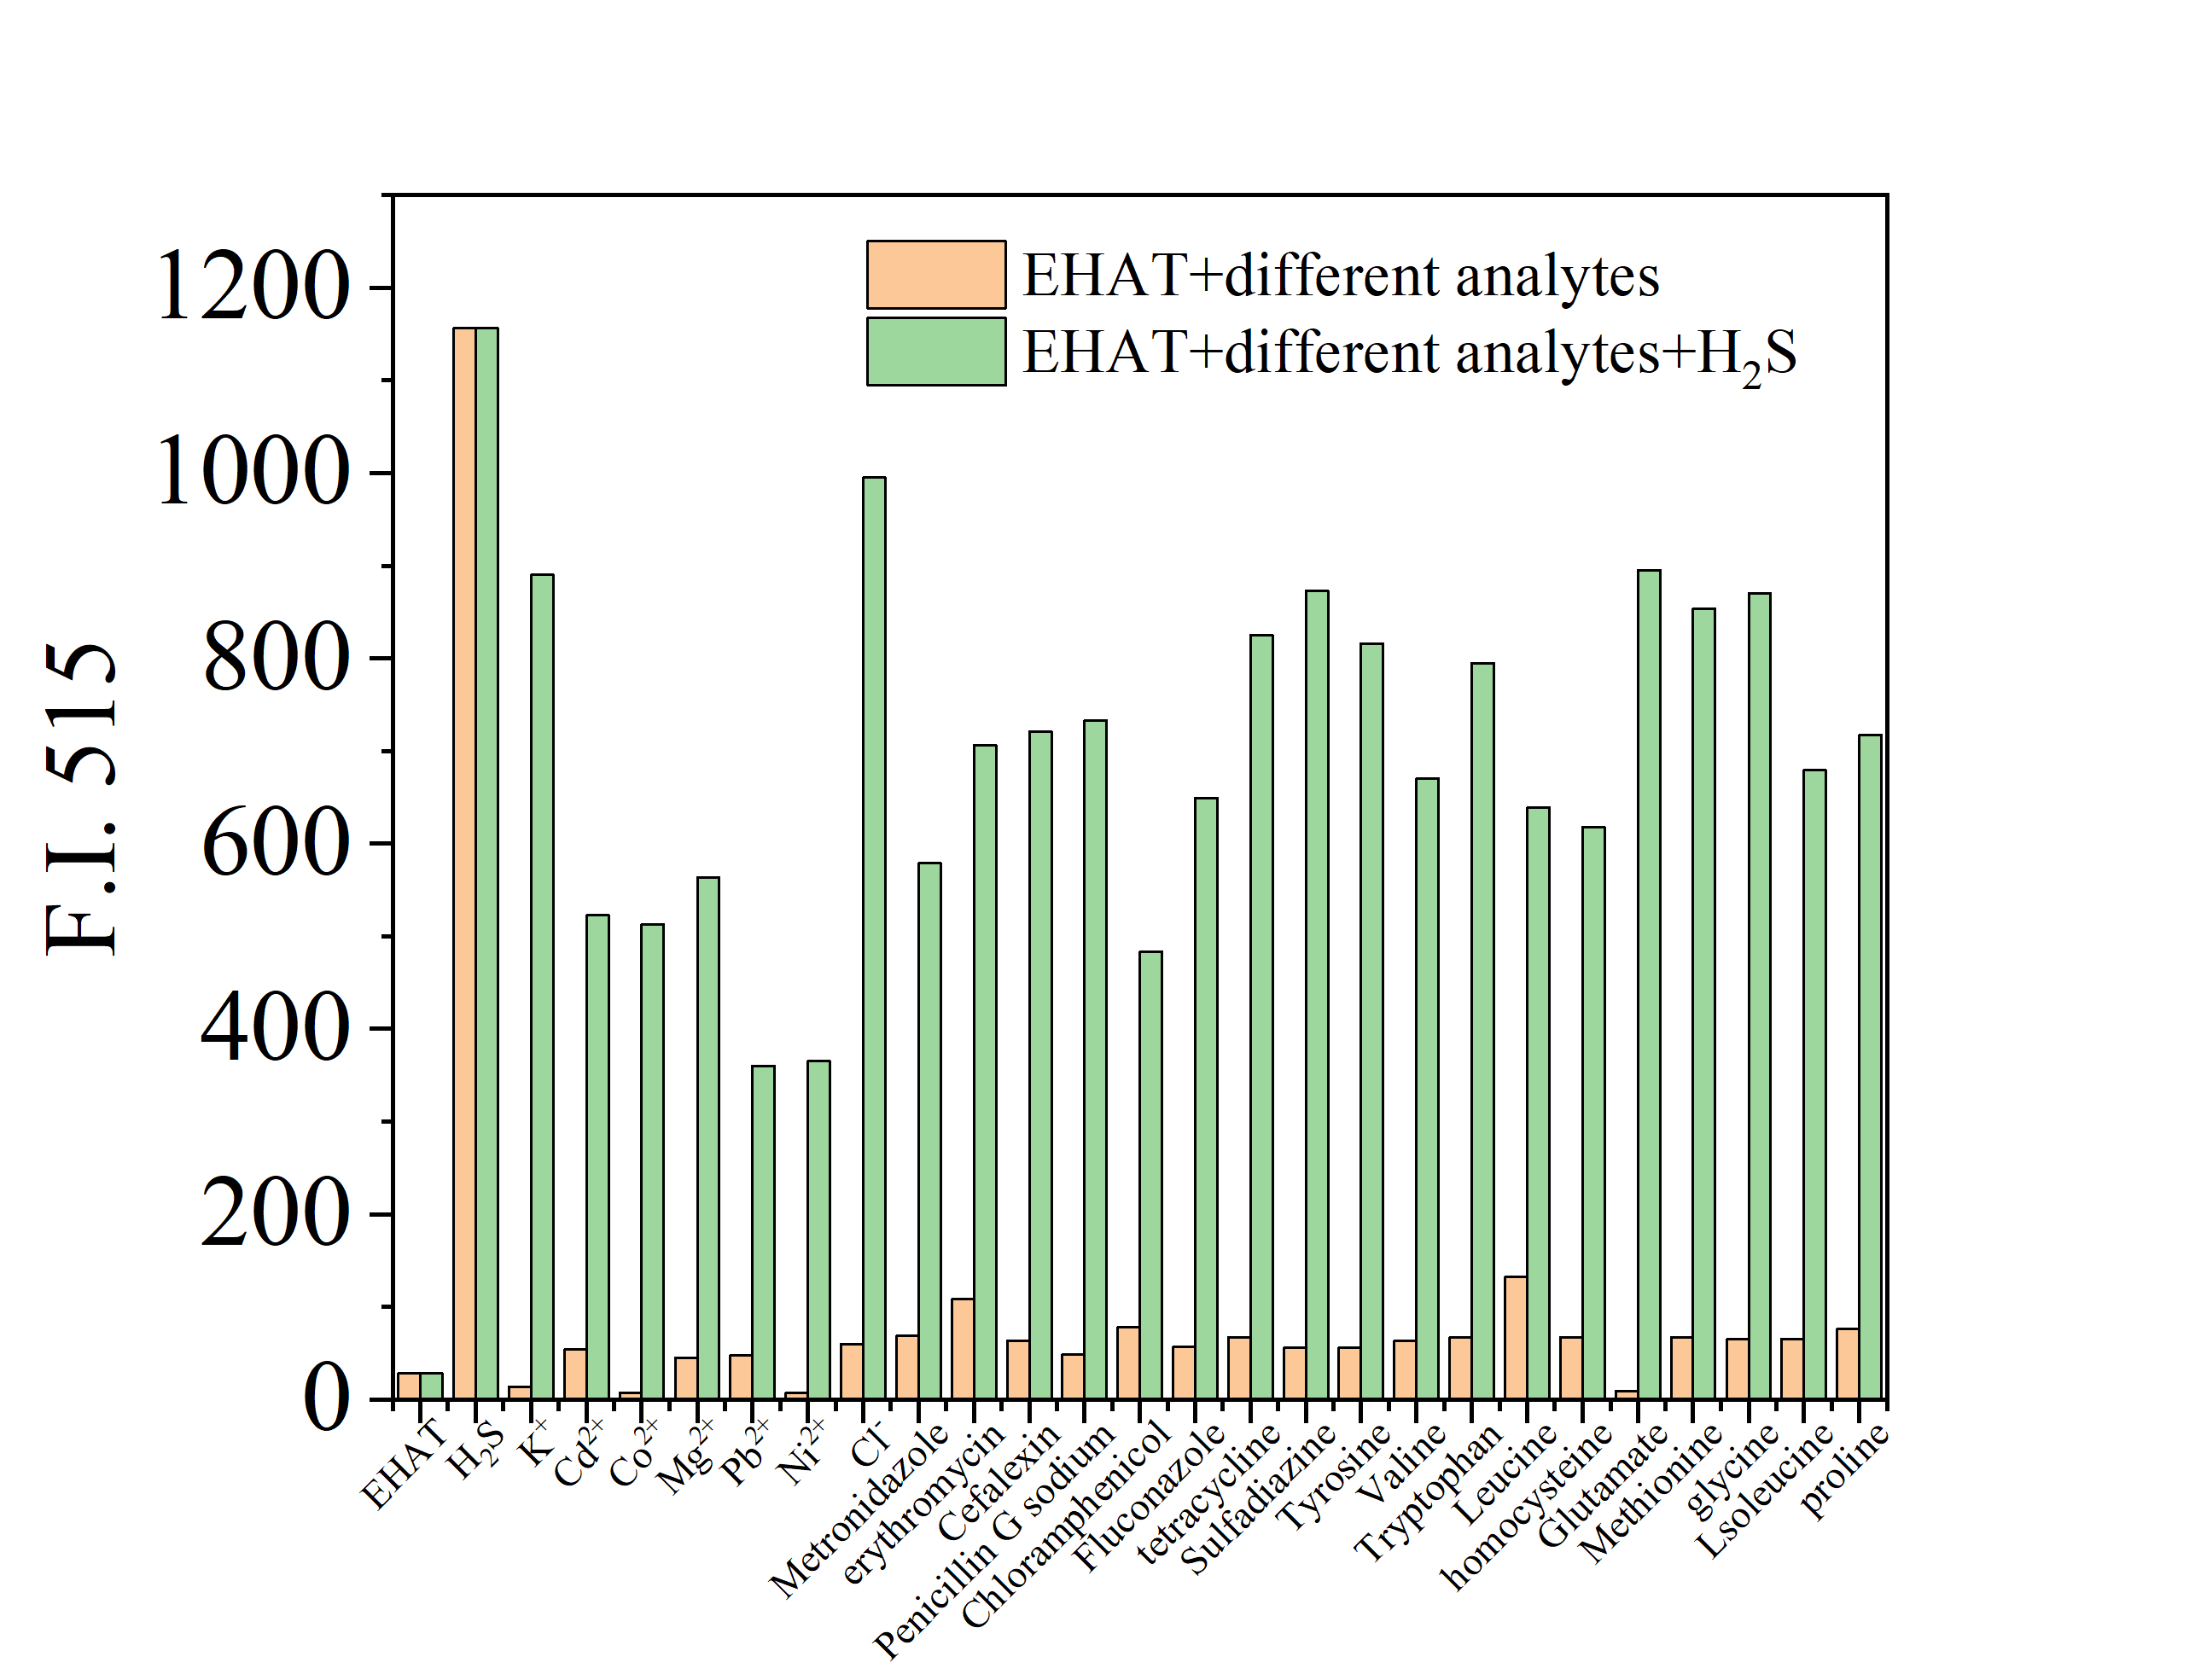 EHAT+different analytes
EHAT+different analytes+H₂S
F.I. 515
1200
1000
800
600
400
200
0
EHAT
H₂S
K⁺
Cd²⁺
Co²⁺
Mg²⁺
Pb²⁺
Ni²⁺
Cl⁻
Metronidazole
erythromycin
Cefalexin
Penicillin G sodium
Chloramphenicol
Fluconazole
tetracycline
Sulfadiazine
Tyrosine
Valine
Tryptophan
Leucine
homocysteine
Glutamate
Methionine
glycine
Lsoleucine
proline